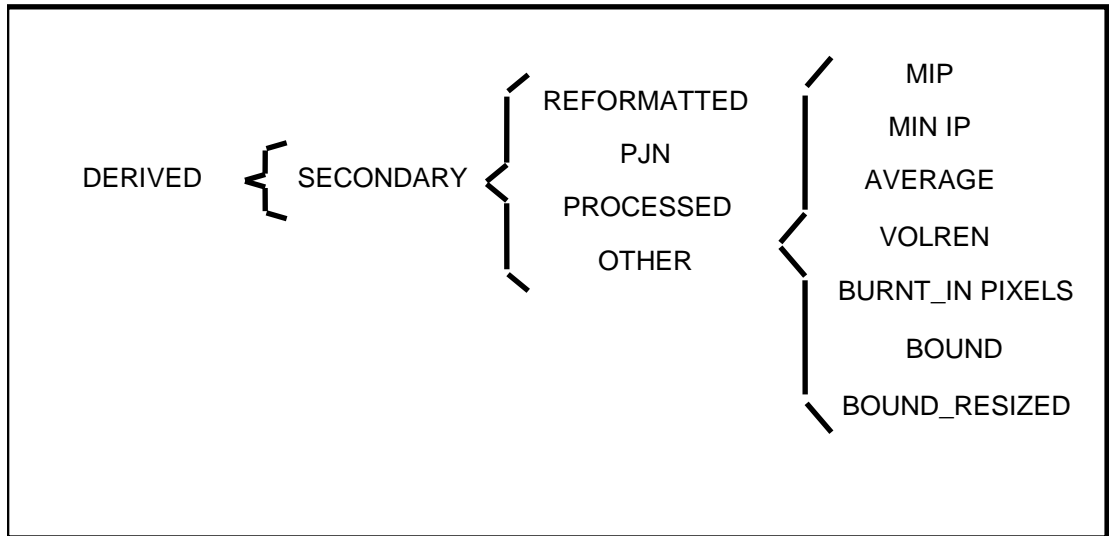 DERIVED
SECONDARY
REFORMATTED
PJN
PROCESSED
OTHER
MIP
MIN IP
AVERAGE
VOLREN
BURNT_IN PIXELS
BOUND
BOUND_RESIZED